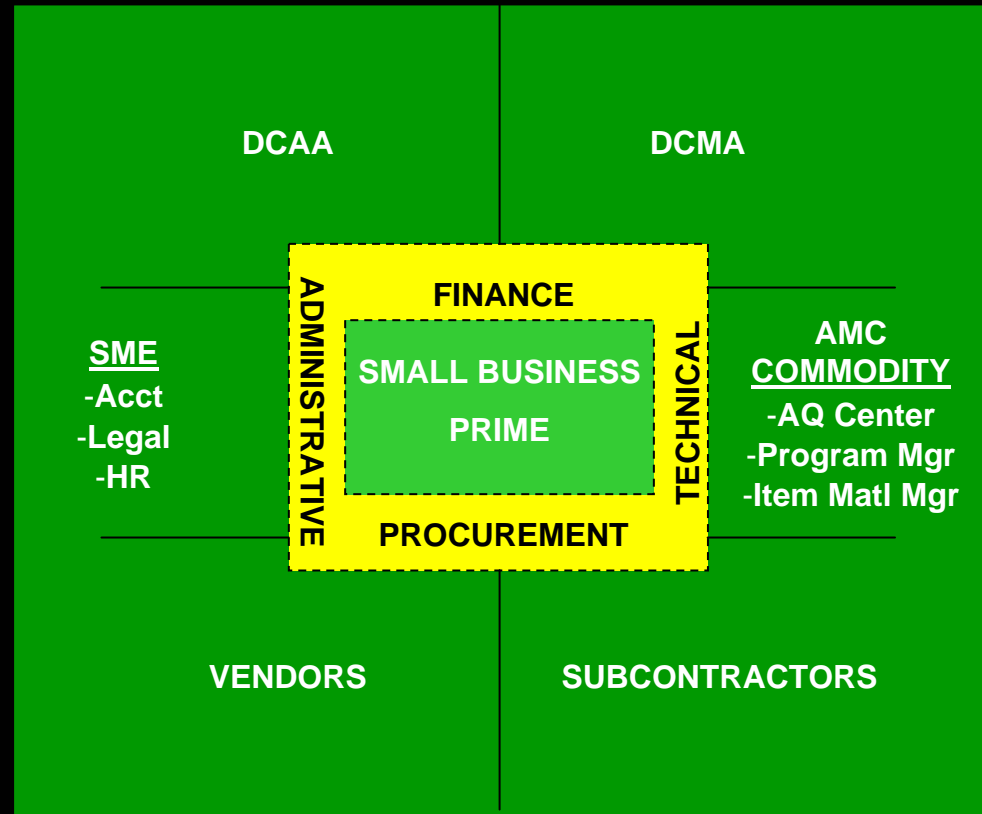 DCAA
DCMA
ADMINISTRATIVE
FINANCE
SMALL BUSINESS
PRIME
PROCUREMENT
TECHNICAL
SME
-Acct
-Legal
-HR
AMC
COMMODITY
-AQ Center
-Program Mgr
-Item Matl Mgr
VENDORS
SUBCONTRACTORS